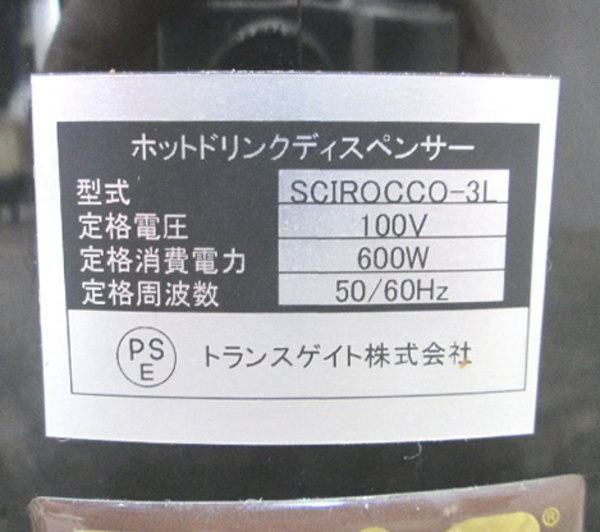 ホットドリンクディスペンサー
型式 SCIROCCO-3L
定格電圧 100V
定格消費電力 600W
定格周波数 50/60Hz
PS
E
トランスゲイト株式会社
®